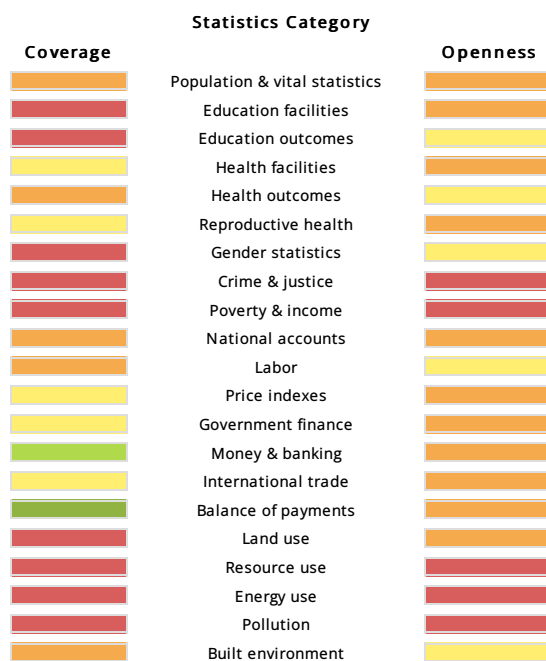 Statistics Category
Coverage
Openness
Population & vital statistics
Education facilities
Education outcomes
Health facilities
Health outcomes
Reproductive health
Gender statistics
Crime & justice
Poverty & income
National accounts
Labor
Price indexes
Government finance
Money & banking
International trade
Balance of payments
Land use
Resource use
Energy use
Pollution
Built environment